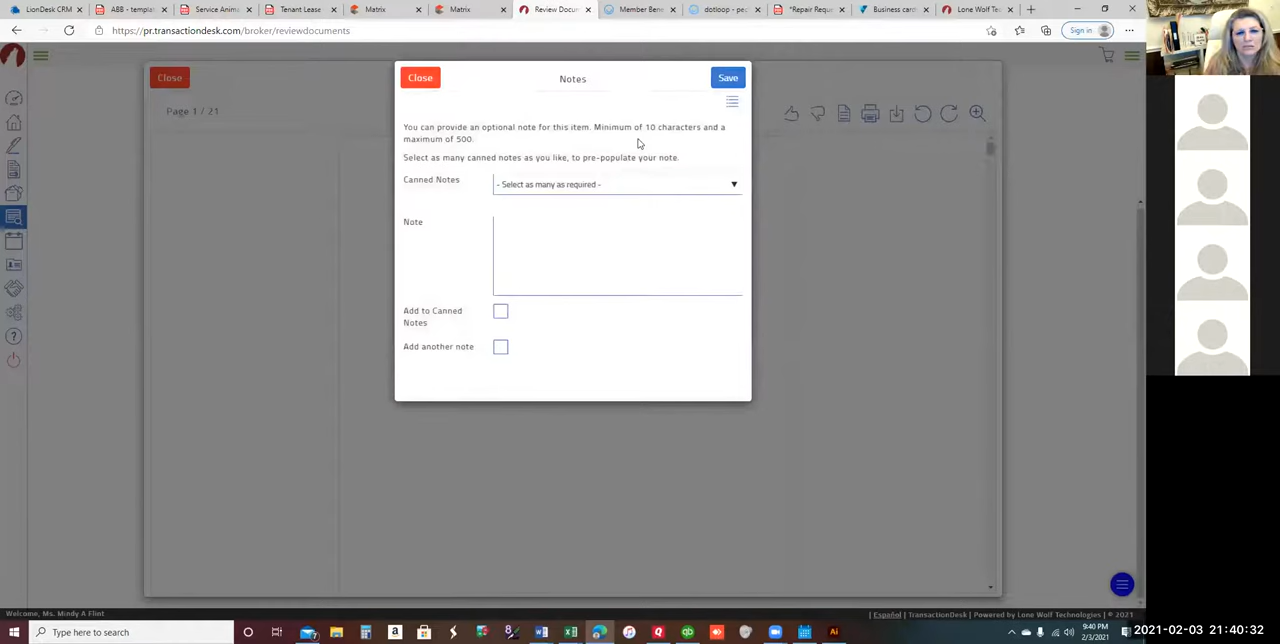 LionDesk CRM
ABB - templat
Service Anima
Tenant Lease
Matrix
Matrix
Review Docum
Member Bene
dotloop - peo
*Repair Reque
Business card
Lone Wolf Te
https://pr.transactiondesk.com/broker/reviewdocuments
Sign in
Close
Page 1 / 21
Close
Notes
Save
You can provide an optional note for this item. Minimum of 10 characters and a
maximum of 500.
Select as many canned notes as you like, to pre-populate your note.
Canned Notes
- Select as many as required -
Note
Add to Canned
Notes
Add another note
Welcome, Ms. Mindy A Flint
Español | TransactionDesk | Powered by Lone Wolf Technologies | © 2021
Type here to search
9:40 PM
2/3/2021
2021-02-03 21:40:32